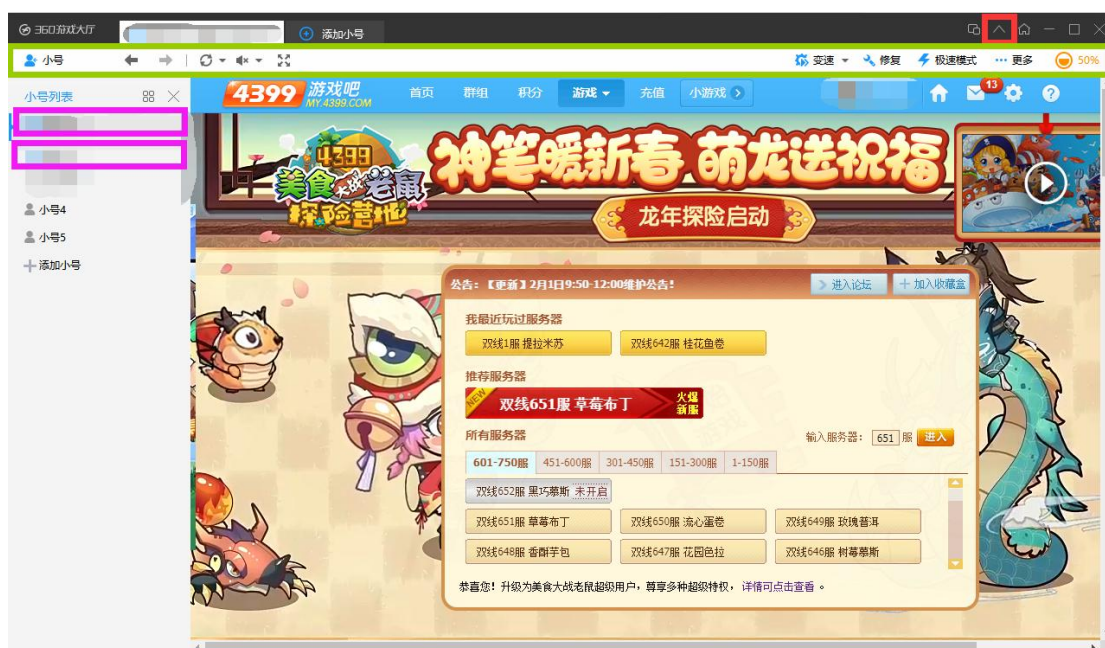 360游戏大厅
添加小号
小号
变速
修复
极速模式
更多
50%
小号列表
小号4
小号5
添加小号
4399 游戏吧
MY.4399.COM
首页 群组 积分 游戏 充值 小游戏
13
4399
美食大战老鼠
探险营地
神笔暖新春 萌龙送祝福
龙年探险启动
公告：【更新】2月1日9:50-12:00维护公告！
进入论坛
加入收藏盒
我最近玩过服务器
双线1服 提拉米苏 双线642服 桂花鱼卷
推荐服务器
NEW 双线651服 草莓布丁 火爆新服
所有服务器
输入服务器： 651 服 进入
601-750服 451-600服 301-450服 151-300服 1-150服
双线652服 黑巧慕斯 未开启
双线651服 草莓布丁 双线650服 流心蛋卷 双线649服 玫瑰普洱
双线648服 香酥芋包 双线647服 花园色拉 双线646服 树莓慕斯
恭喜您！升级为美食大战老鼠超级用户，尊享多种超级特权，详情可点击查看。